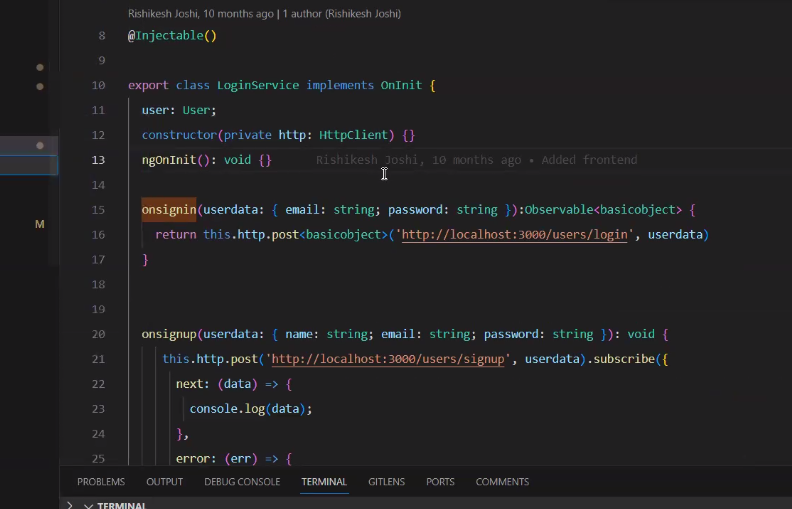 Rishikesh Joshi, 10 months ago | 1 author (Rishikesh Joshi)
8 @Injectable()
9
10 export class LoginService implements OnInit {
11 user: User;
12 constructor(private http: HttpClient) {}
13 ngOnInit(): void {} Rishikesh Joshi, 10 months ago • Added frontend
14
15 onsignin(userdata: { email: string; password: string }):Observable<basicobject> {
16 return this.http.post<basicobject>('http://localhost:3000/users/login', userdata)
17 }
18
19
20 onsignup(userdata: { name: string; email: string; password: string }): void {
21 this.http.post('http://localhost:3000/users/signup', userdata).subscribe({
22 next: (data) => {
23 console.log(data);
24 },
25 error: (err) => {
M
PROBLEMS OUTPUT DEBUG CONSOLE TERMINAL GITLENS PORTS COMMENTS
TERMINAL